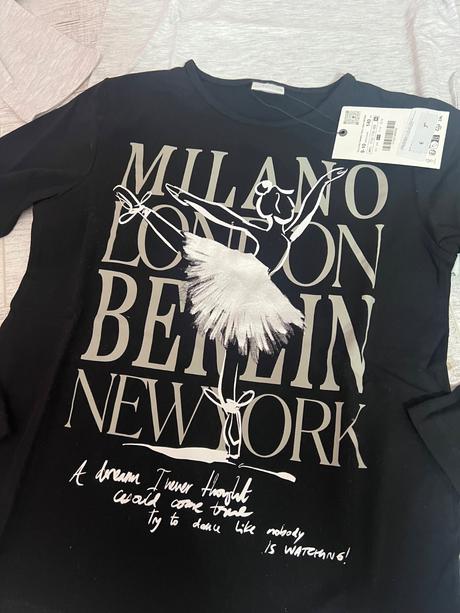 MILANO
LONDON
BERLIN
NEW YORK
A dream I never thought
could come true
try to dance like nobody
IS WATCHING!